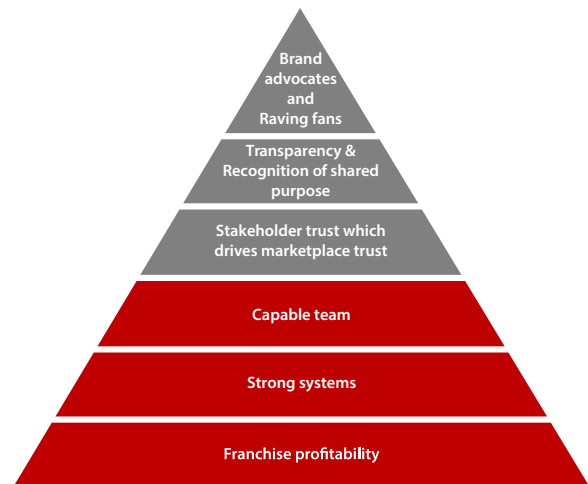 Brand
advocates
and
Raving fans
Transparency &
Recognition of shared
purpose
Stakeholder trust which
drives marketplace trust
Capable team
Strong systems
Franchise profitability